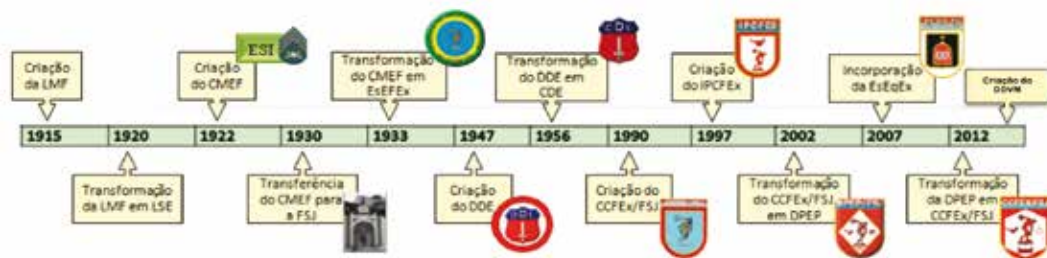 Criação
da LMF
Criação
do CMEF
ESI
Transformação
do CMEF em
EsEFEx
Transformação
do DDE em
CDE
CDE
Criação
do IPCFEx
IPCFEX
Incorporação
da EsEqEx
Criação do
1915
1920
1922
1930
1933
1947
1956
1990
1997
2002
2007
2012
Transformação
da LMF em LSE
Transferência
do CMEF para
a FSJ
Criação
do DDE
Criação do
CCFEx/FSJ
Transformação
do CCFEx/FSJ
em DPEP
Transformação
da DPEP em
CCFEx/FSJ